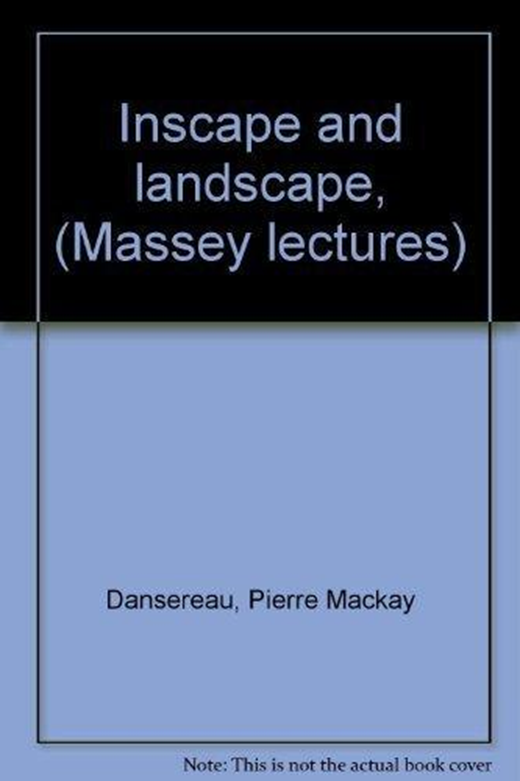 Inscape and
landscape,
(Massey lectures)
Dansereau, Pierre Mackay
Note: This is not the actual book cover